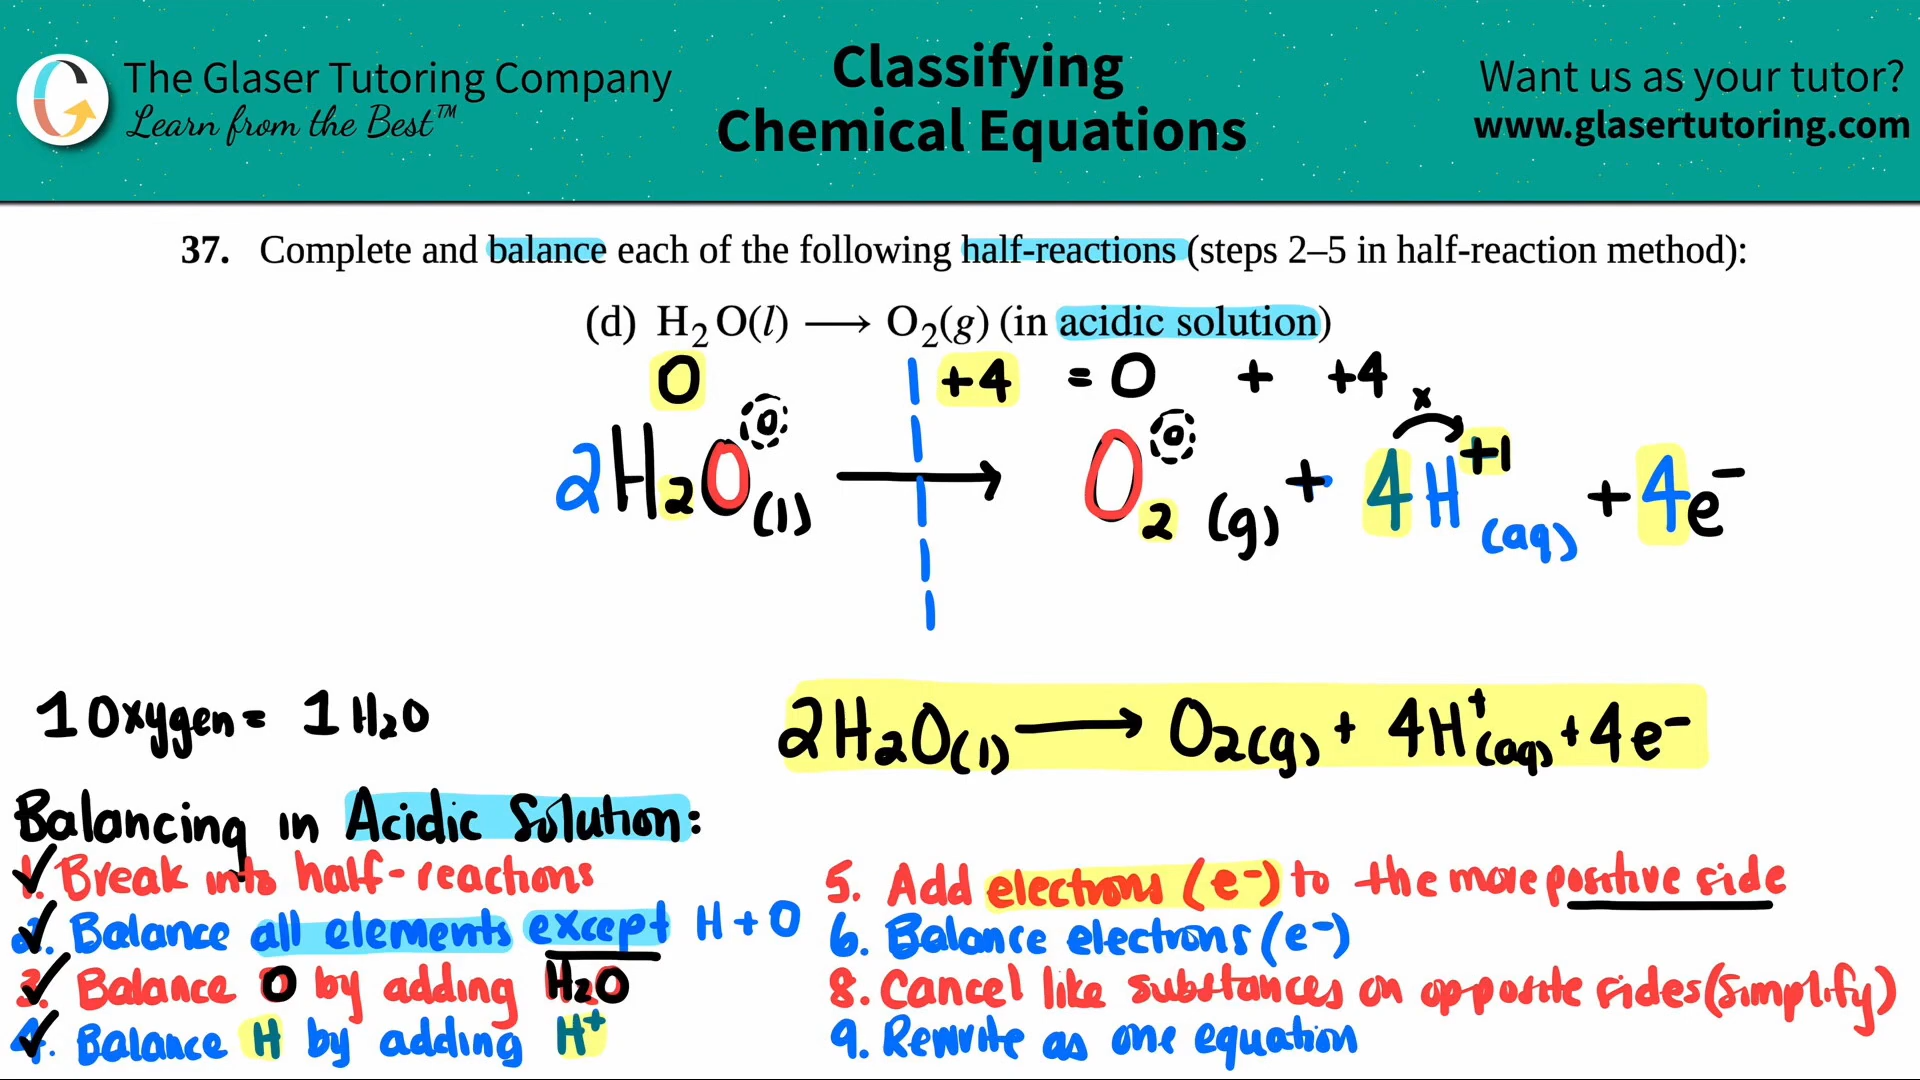 The Glaser Tutoring Company
Learn from the Best™
Classifying
Chemical Equations
Want us as your tutor?
www.glasertutoring.com
37. Complete and balance each of the following half-reactions (steps 2–5 in half-reaction method):
(d) H₂O(l) ⟶ O₂(g) (in acidic solution)
0 +4 = 0 + +4
x
2H₂O⁰(l) → O₂⁰(g) + 4H⁺¹(aq) + 4e⁻
1 Oxygen = 1 H₂O
2H₂O(l) → O₂(g) + 4H⁺(aq) + 4e⁻
Balancing in Acidic Solution:
✓1. Break into half-reactions
✓2. Balance all elements except H + O
✓3. Balance O by adding H₂O
✓4. Balance H by adding H⁺
5. Add electrons (e⁻) to the more positive side
6. Balance electrons (e⁻)
8. Cancel like substances on opposite sides (simplify)
9. Rewrite as one equation